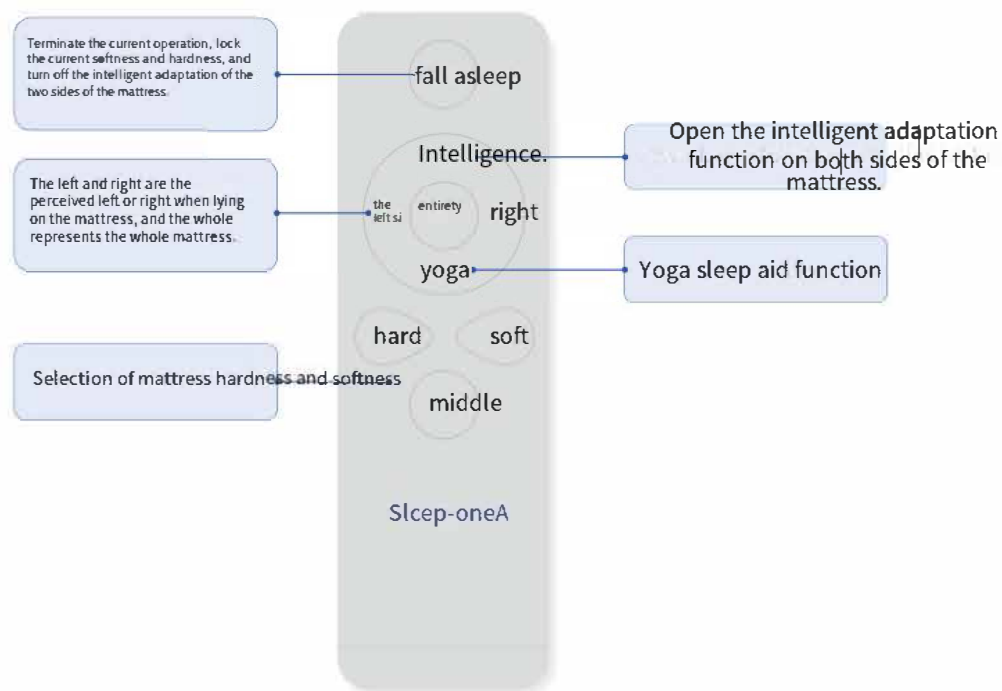 Terminate the current operation, lock
the current softness and hardness, and
turn off the intelligent adaptation of the
two sides of the mattress.
fall asleep
Intelligence.
Open the intelligent adaptation
function on both sides of the
mattress.
The left and right are the
perceived left or right when lying
on the mattress, and the whole
represents the whole mattress.
the
left si
entirety
right
yoga
Yoga sleep aid function
hard
soft
Selection of mattress hardness and softness
middle
Slcep-oneA